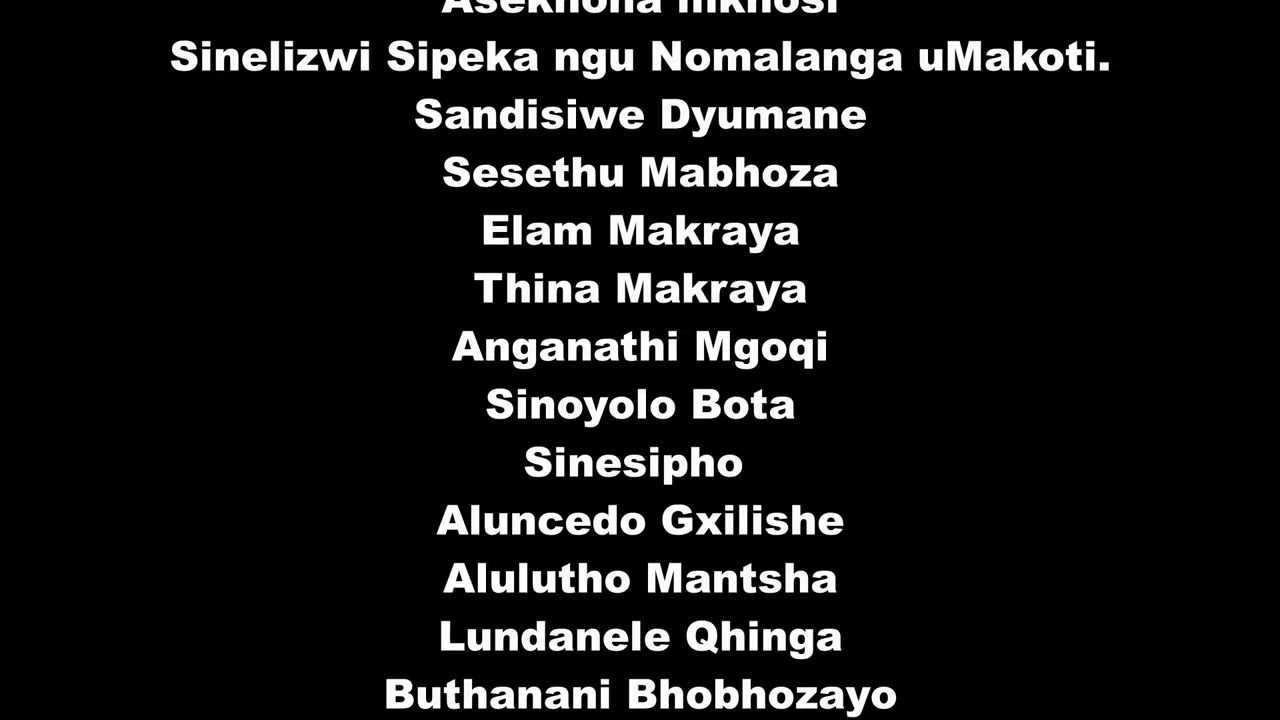 Sinelizwi Sipeka ngu Nomalanga uMakoti.
Sandisiwe Dyumane
Sesethu Mabhoza
Elam Makraya
Thina Makraya
Anganathi Mgoqi
Sinoyolo Bota
Sinesipho
Aluncedo Gxilishe
Alulutho Mantsha
Lundanele Qhinga
Buthanani Bhobhozayo